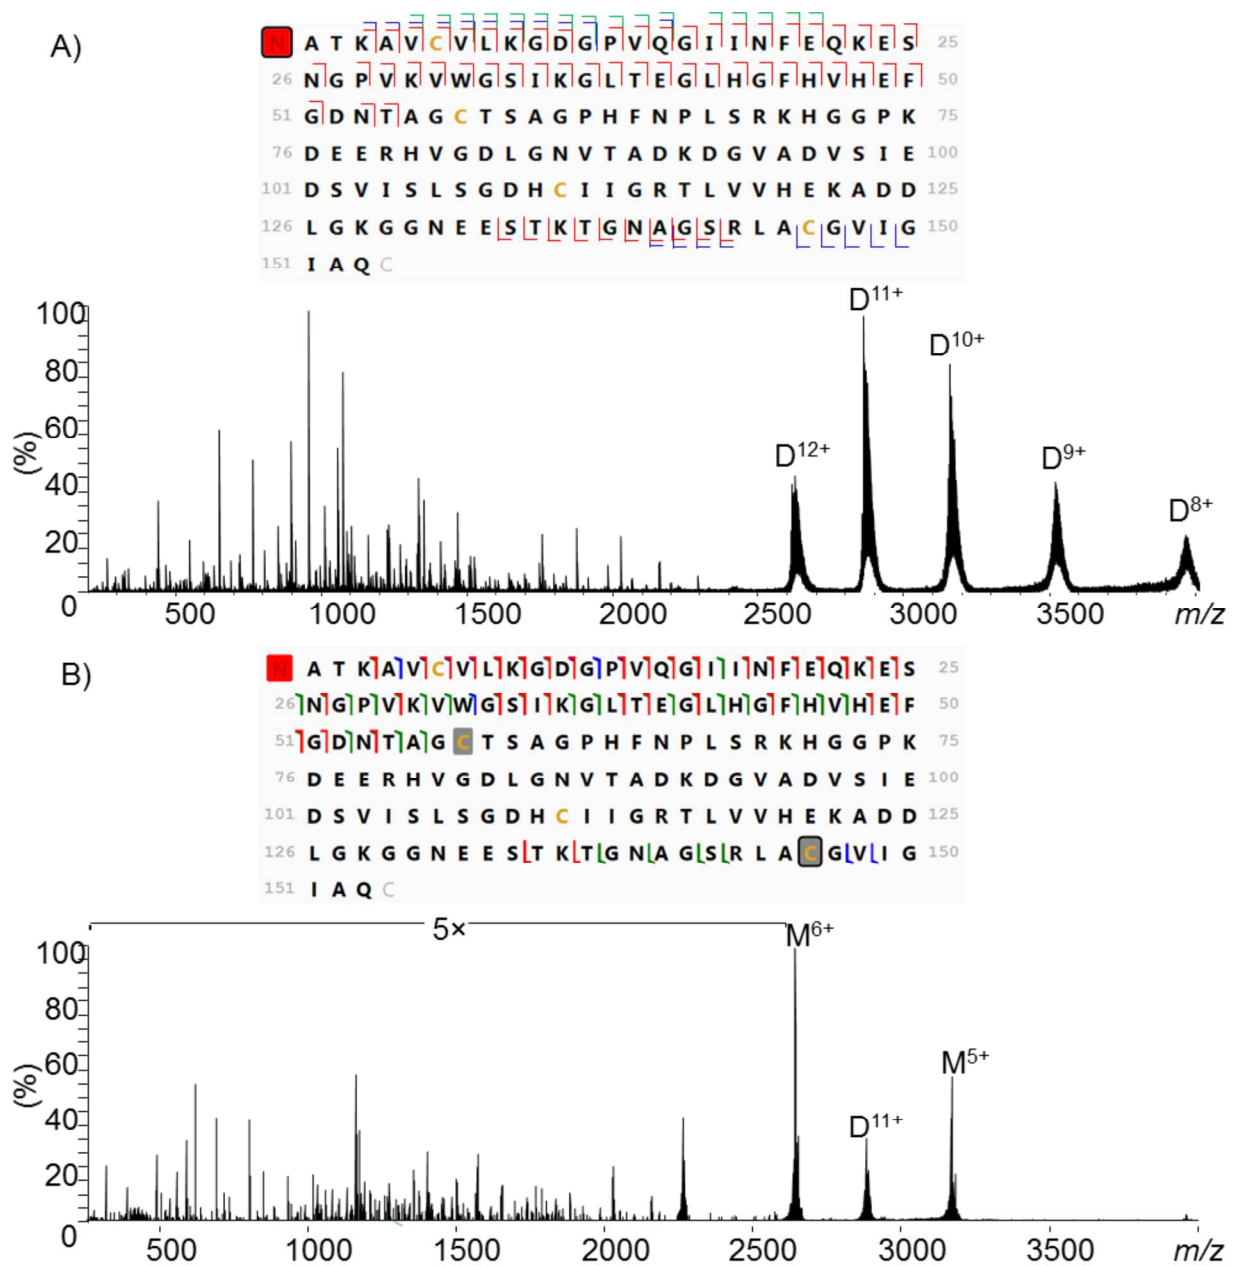 A)
N A T K A V C V L K G D G P V Q G I I N F E Q K E S 25
26 N G P V K V W G S I K G L T E G L H G F H V H E F 50
51 G D N T A G C T S A G P H F N P L S R K H G G P K 75
76 D E E R H V G D L G N V T A D K D G V A D V S I E 100
101 D S V I S L S G D H C I I G R T L V V H E K A D D 125
126 L G K G G N E E S T K T G N A G S R L A C G V I G 150
151 I A Q C
100
80
60
40
20
0
(%)
D12+
D11+
D10+
D9+
D8+
500 1000 1500 2000 2500 3000 3500 m/z
B)
N A T K A V C V L K G D G P V Q G I I N F E Q K E S 25
26 N G P V K V W G S I K G L T E G L H G F H V H E F 50
51 G D N T A G C T S A G P H F N P L S R K H G G P K 75
76 D E E R H V G D L G N V T A D K D G V A D V S I E 100
101 D S V I S L S G D H C I I G R T L V V H E K A D D 125
126 L G K G G N E E S T K T G N A G S R L A C G V I G 150
151 I A Q C
5×
100
80
60
40
20
0
(%)
M6+
D11+
M5+
500 1000 1500 2000 2500 3000 3500 m/z